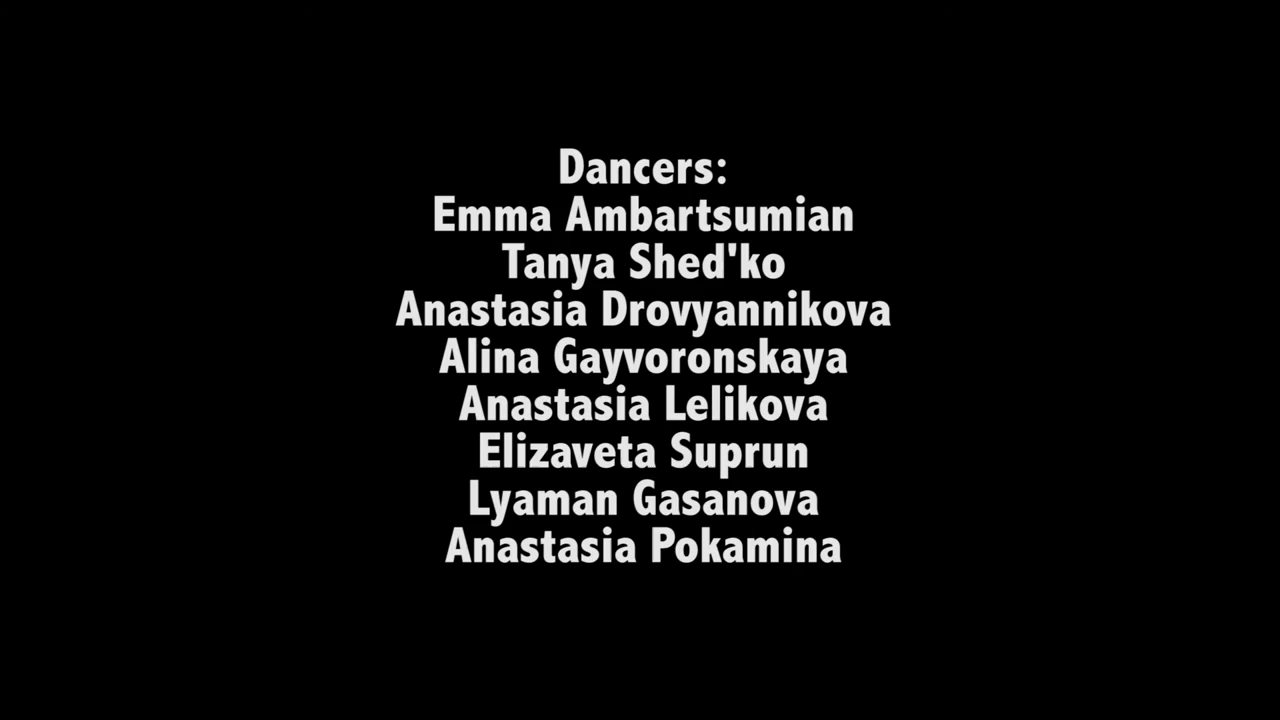 Dancers:
Emma Ambartsumian
Tanya Shed'ko
Anastasia Drovyannikova
Alina Gayvoronskaya
Anastasia Lelikova
Elizaveta Suprun
Lyaman Gasanova
Anastasia Pokamina